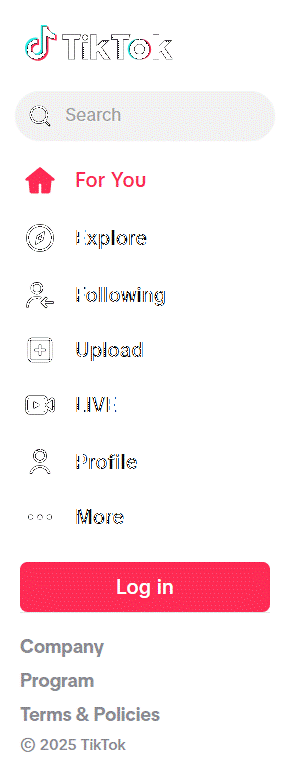 TikTok
Search
For You
Explore
Following
Upload
LIVE
Profile
More
Log in
Company
Program
Terms & Policies
© 2025 TikTok